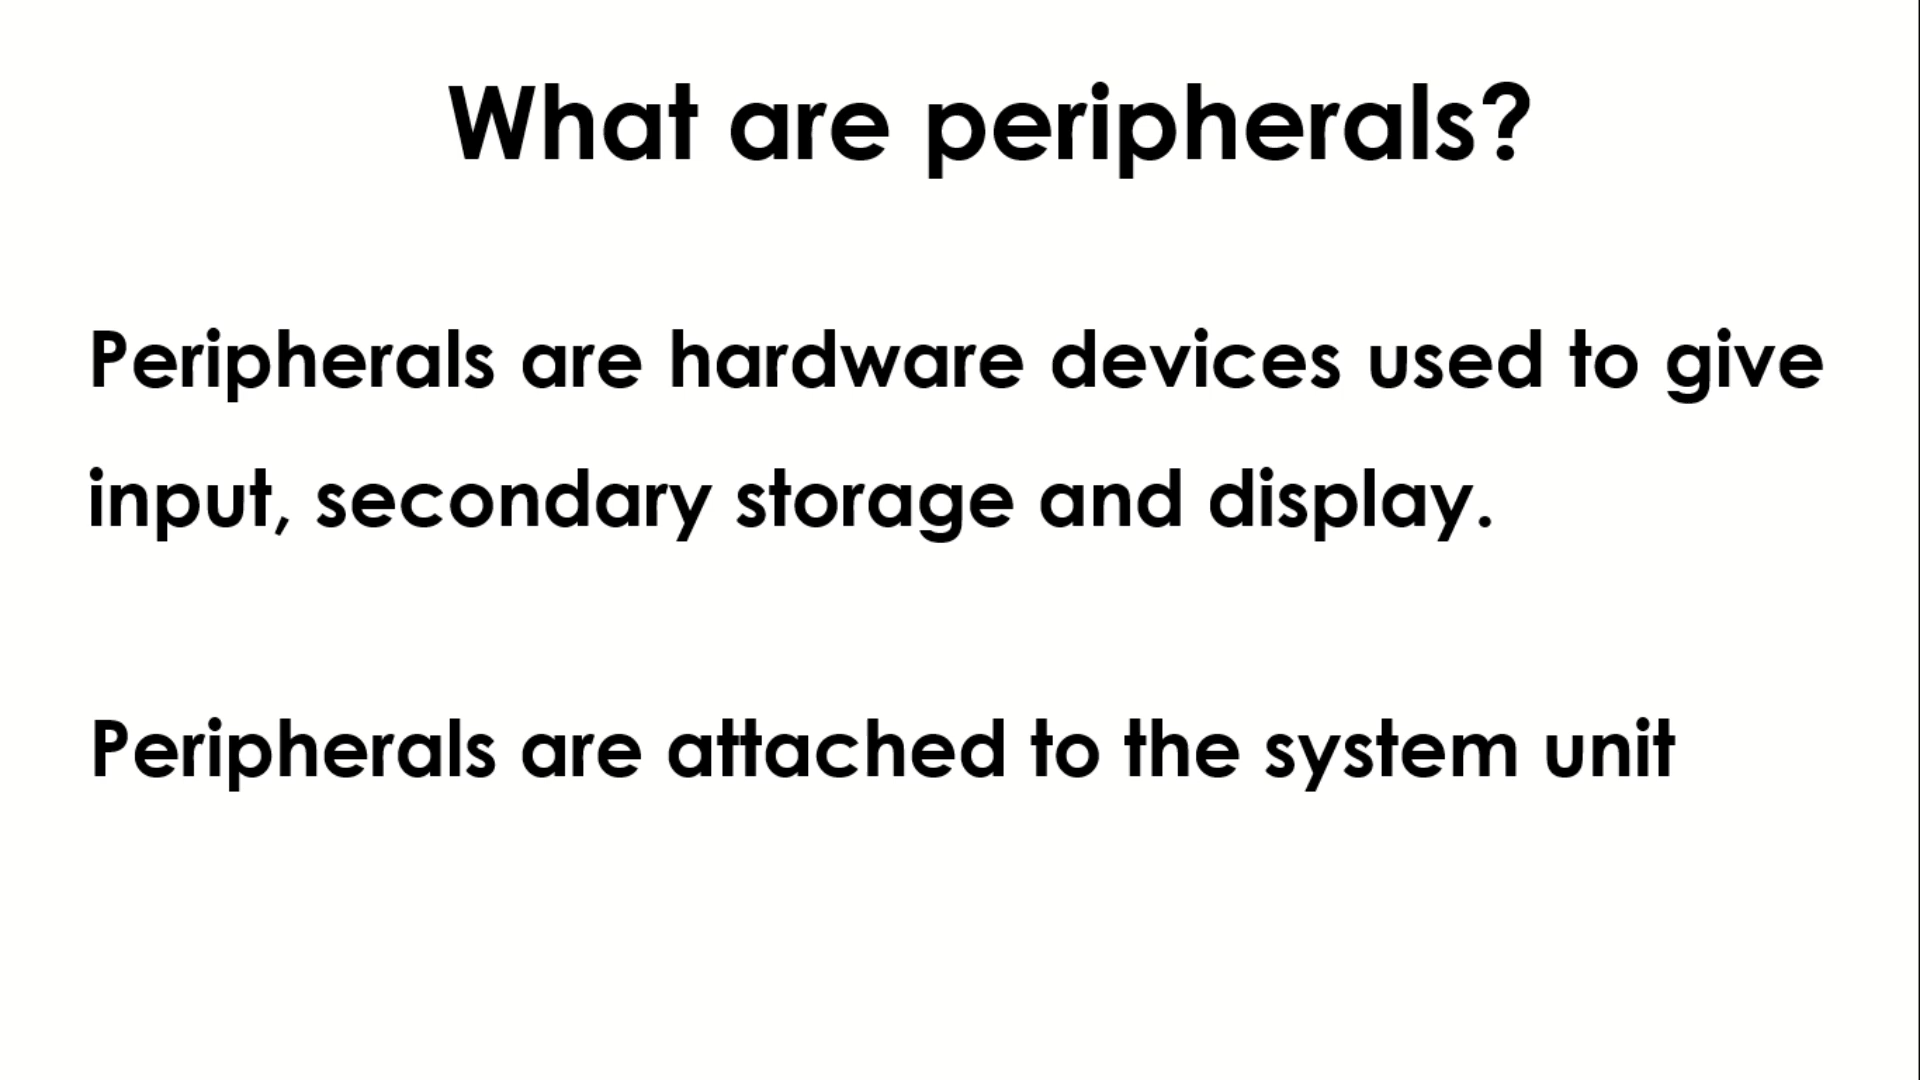 What are peripherals?
Peripherals are hardware devices used to give
input, secondary storage and display.
Peripherals are attached to the system unit